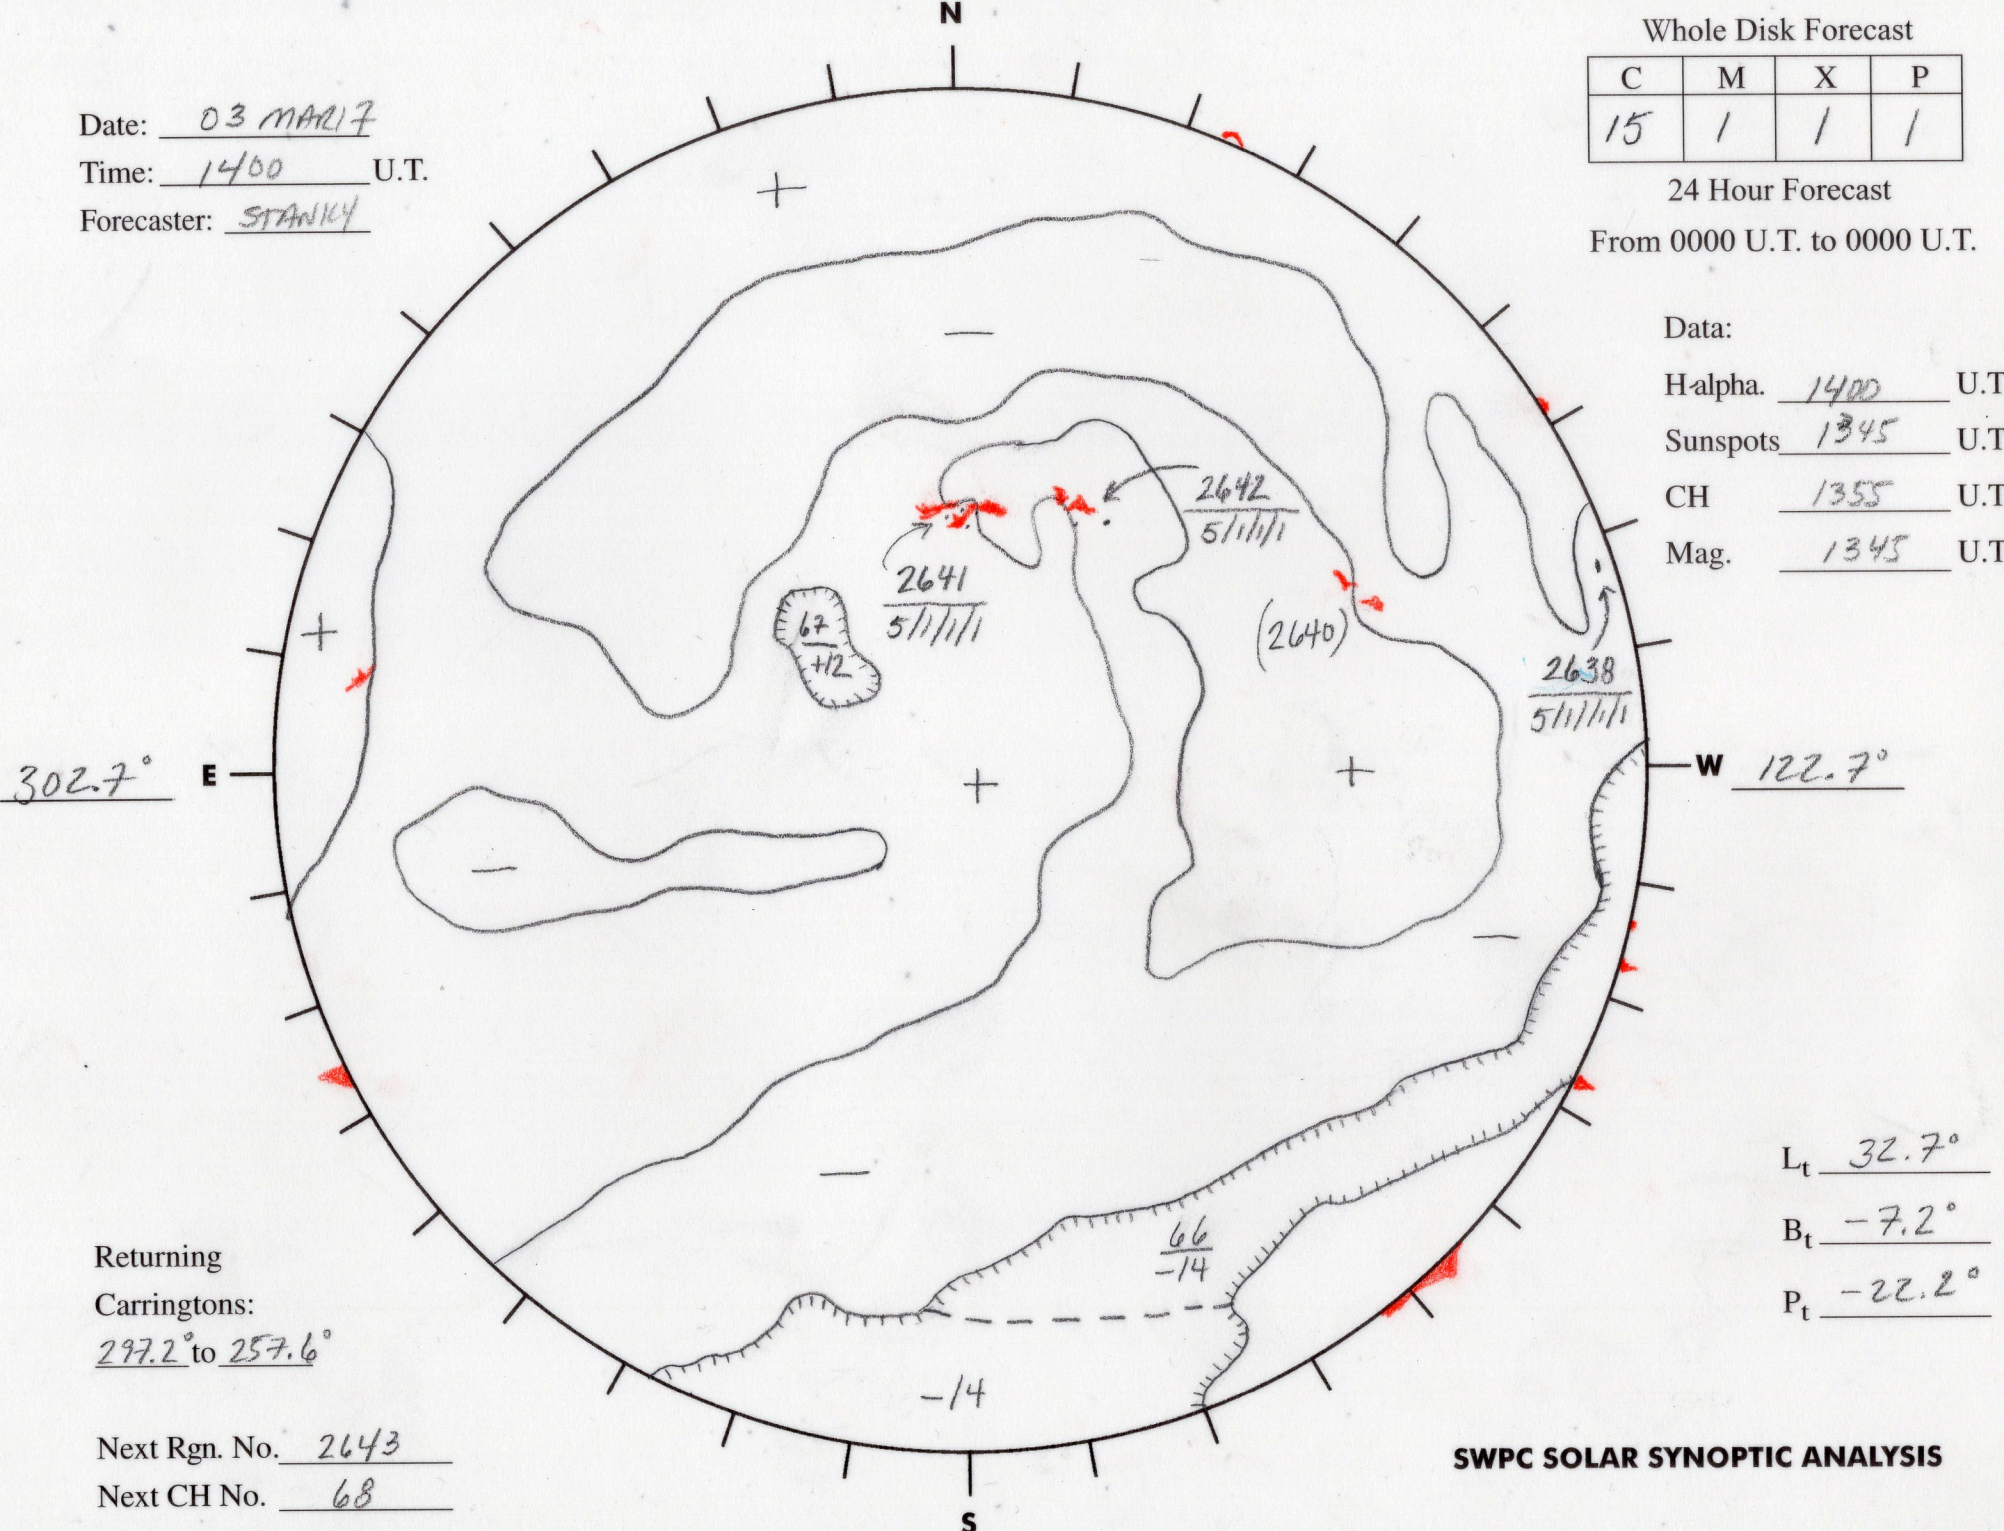 N
Date: 03 MAR17
Time: 1400 U.T.
Forecaster: STANKY
Whole Disk Forecast
C M X P
15 1 1 1
24 Hour Forecast
From 0000 U.T. to 0000 U.T.
Data:
H-alpha. 1400 U.T
Sunspots 1345 U.T
CH 1355 U.T
Mag. 1345 U.T
+
—
2642
5/1/1/1
2641
5/1/1/1
67
+12
(2640)
2638
5/1/1/1/1
+
302.7° E
+
+
W 122.7°
—
—
—
66
-14
-14
Lt 32.7°
Bt -7.2°
Pt -22.2°
Returning
Carringtons:
297.2° to 257.6°
Next Rgn. No. 2643
Next CH No. 68
SWPC SOLAR SYNOPTIC ANALYSIS
S